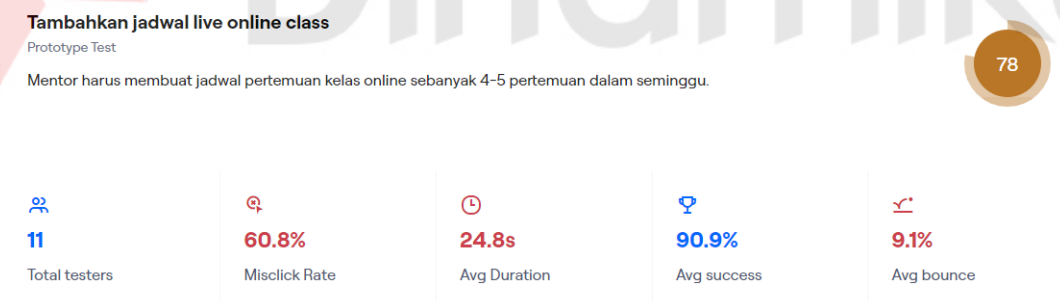 Tambahkan jadwal live online class
Prototype Test
78
Mentor harus membuat jadwal pertemuan kelas online sebanyak 4-5 pertemuan dalam seminggu.
11
60.8%
24.8s
90.9%
9.1%
Total testers
Misclick Rate
Avg Duration
Avg success
Avg bounce